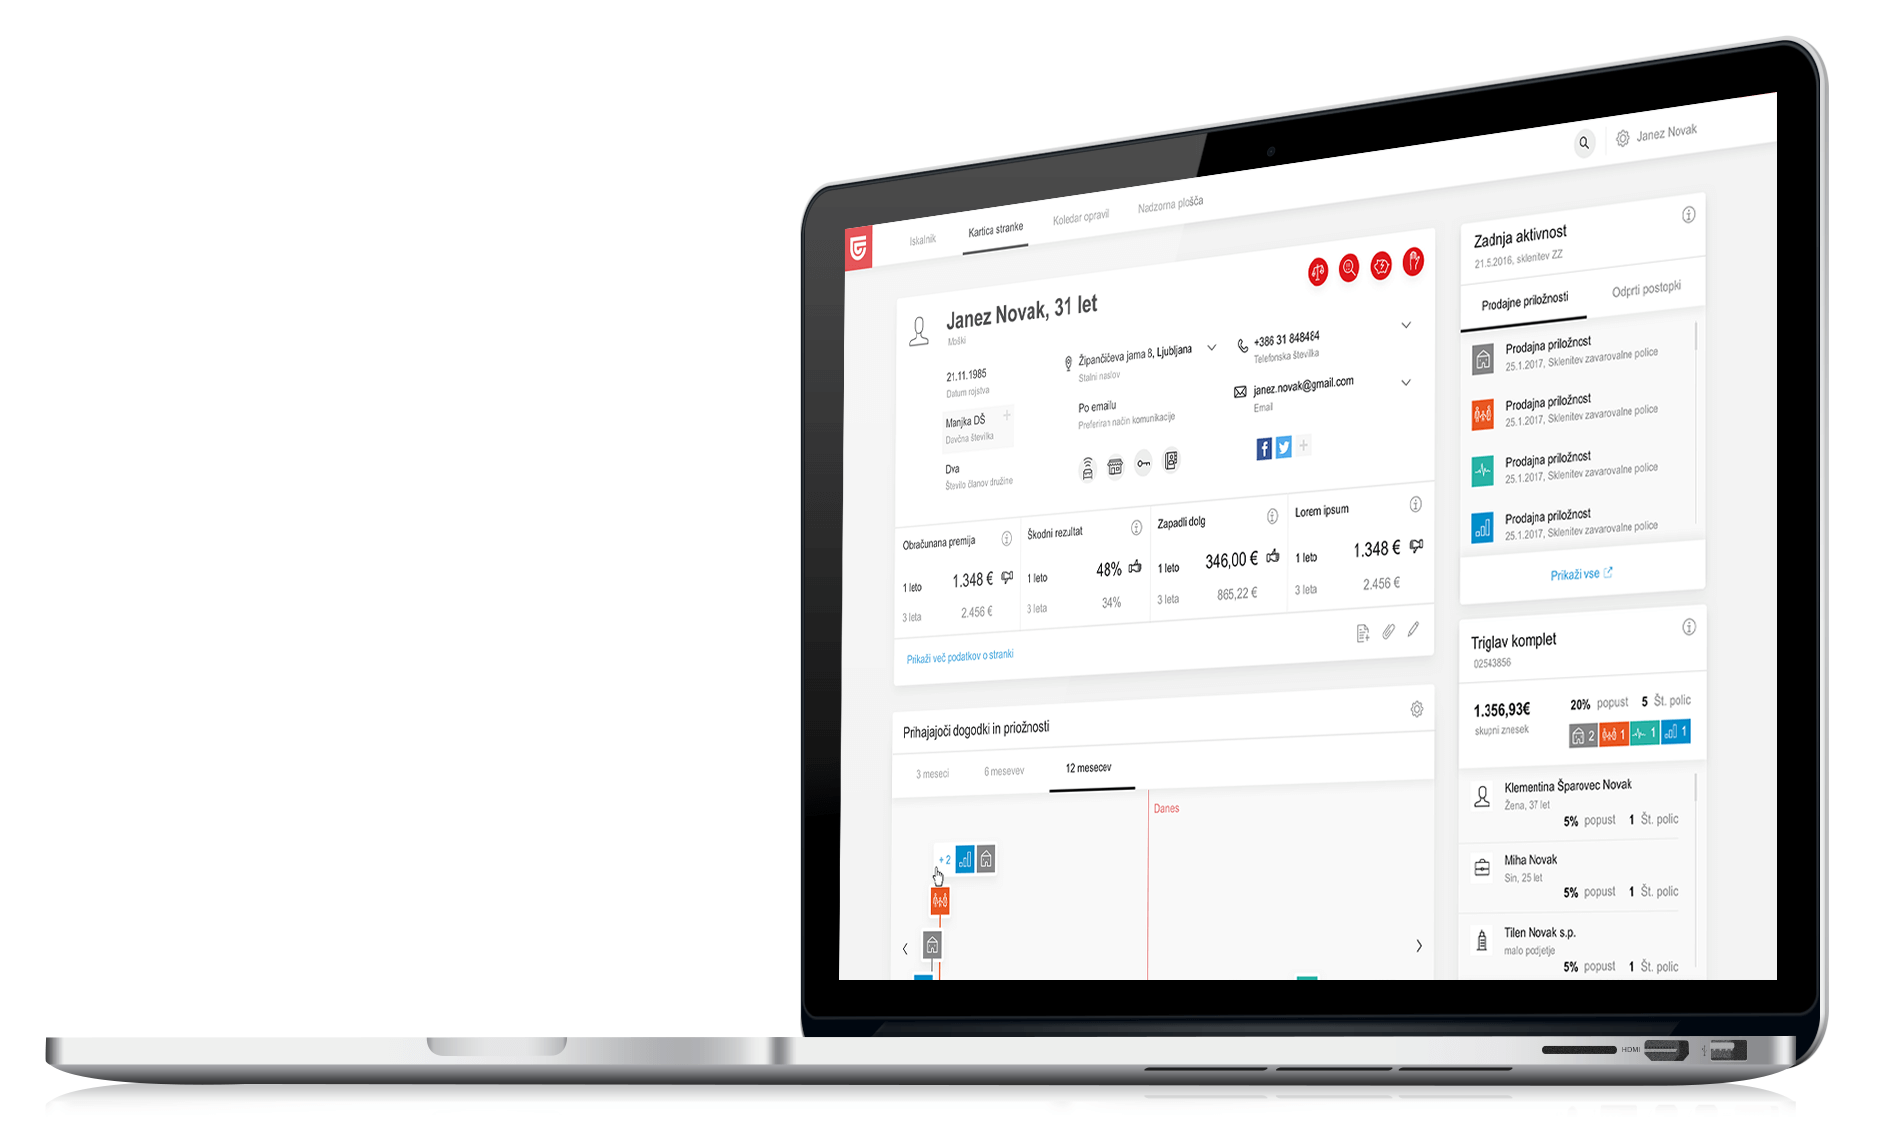 Janez Novak
Iskalnik
Kartica stranke
Koledar opravil
Nadzorna plošča
Janez Novak, 31 let
Moški
21.11.1985
Datum rojstva
Manjka DŠ
Davčna številka
Dva
Število članov družine
Župančičeva jama 8, Ljubljana
Stalni naslov
Po emailu
Preferiran način komunikacije
+386 31 848484
Telefonska številka
janez.novak@gmail.com
Email
Obračunana premija
1 leto 1.348 €
3 leta 2.456 €
Škodni rezultat
1 leto 48%
3 leta 34%
Zapadli dolg
1 leto 346,00 €
3 leta 865,22 €
Lorem ipsum
1 leto 1.348 €
3 leta 2.456 €
Prikaži več podatkov o stranki
Prihajajoči dogodki in priožnosti
3 meseci
6 mesevev
12 mesecev
Danes
+ 2
Zadnja aktivnost
21.5.2016, sklenitev ZZ
Prodajne priložnosti
Odprti postopki
Prodajna priložnost
25.1.2017, Sklenitev zavarovalne police
Prodajna priložnost
25.1.2017, Sklenitev zavarovalne police
Prodajna priložnost
25.1.2017, Sklenitev zavarovalne police
Prodajna priložnost
25.1.2017, Sklenitev zavarovalne police
Prikaži vse
Triglav komplet
02543856
1.356,93€
skupni znesek
20% popust 5 Št. polic
2 1 1 1
Klementina Šparovec Novak
Žena, 37 let
5% popust 1 Št. polic
Miha Novak
Sin, 25 let
5% popust 1 Št. polic
Tilen Novak s.p.
malo podjetje
5% popust 1 Št. polic
HDMI